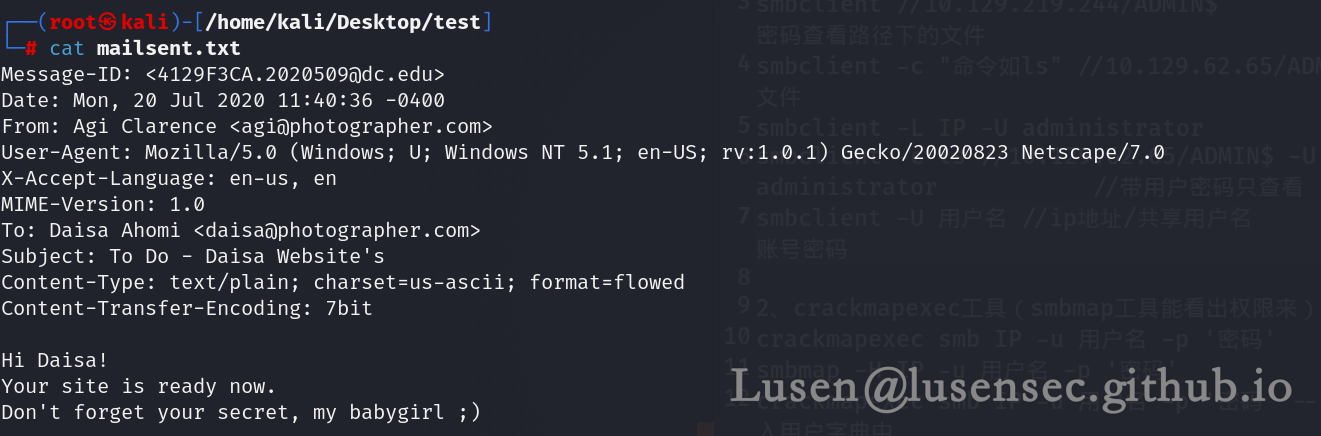 ┌──(root㉿kali)-[/home/kali/Desktop/test]
└─# cat mailsent.txt
Message-ID: <4129F3CA.2020509@dc.edu>
Date: Mon, 20 Jul 2020 11:40:36 -0400
From: Agi Clarence <agi@photographer.com>
User-Agent: Mozilla/5.0 (Windows; U; Windows NT 5.1; en-US; rv:1.0.1) Gecko/20020823 Netscape/7.0
X-Accept-Language: en-us, en
MIME-Version: 1.0
To: Daisa Ahomi <daisa@photographer.com>
Subject: To Do - Daisa Website's
Content-Type: text/plain; charset=us-ascii; format=flowed
Content-Transfer-Encoding: 7bit
Hi Daisa!
Your site is ready now.
Don't forget your secret, my babygirl ;)
3 smbclient //10.129.219.244/ADMIN$
密码查看路径下的文件
4 smbclient -c "命令如ls" //10.129.62.65/ADM
文件
5 smbclient -L IP -U administrator
/ADMIN$ -U
administrator //带用户密码只查看
7 smbclient -U 用户名 //ip地址/共享用户名
账号密码
8
9 2、crackmapexec工具（smbmap工具能看出权限来）
10 crackmapexec smb IP -u 用户名 -p '密码'
11 smbmap -H IP -u 用户名 -p '密码'
crackmapexec smb IP -u 用户名 -p '密码' --
入用户字典中
Lusen@lusensec.github.io